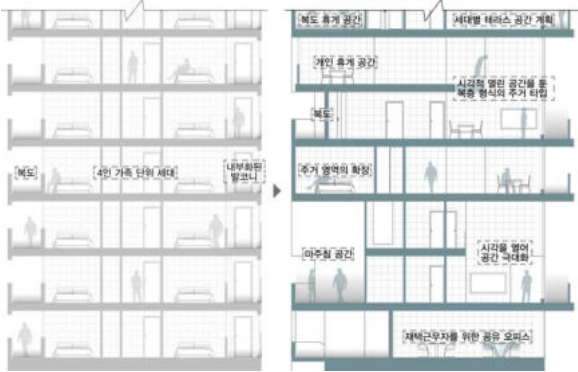 복도
4인 가족 단위 세대
내부화된
발코니
복도 휴게 공간
세대별 테라스 공간 계획
개인 휴게 공간
시각적 열린 공간을 둔
복층 형식의 주거 타입
복도
주거 영역의 확장
마주침 공간
시각을 열어
공간 극대화
재택근무자를 위한 공유 오피스